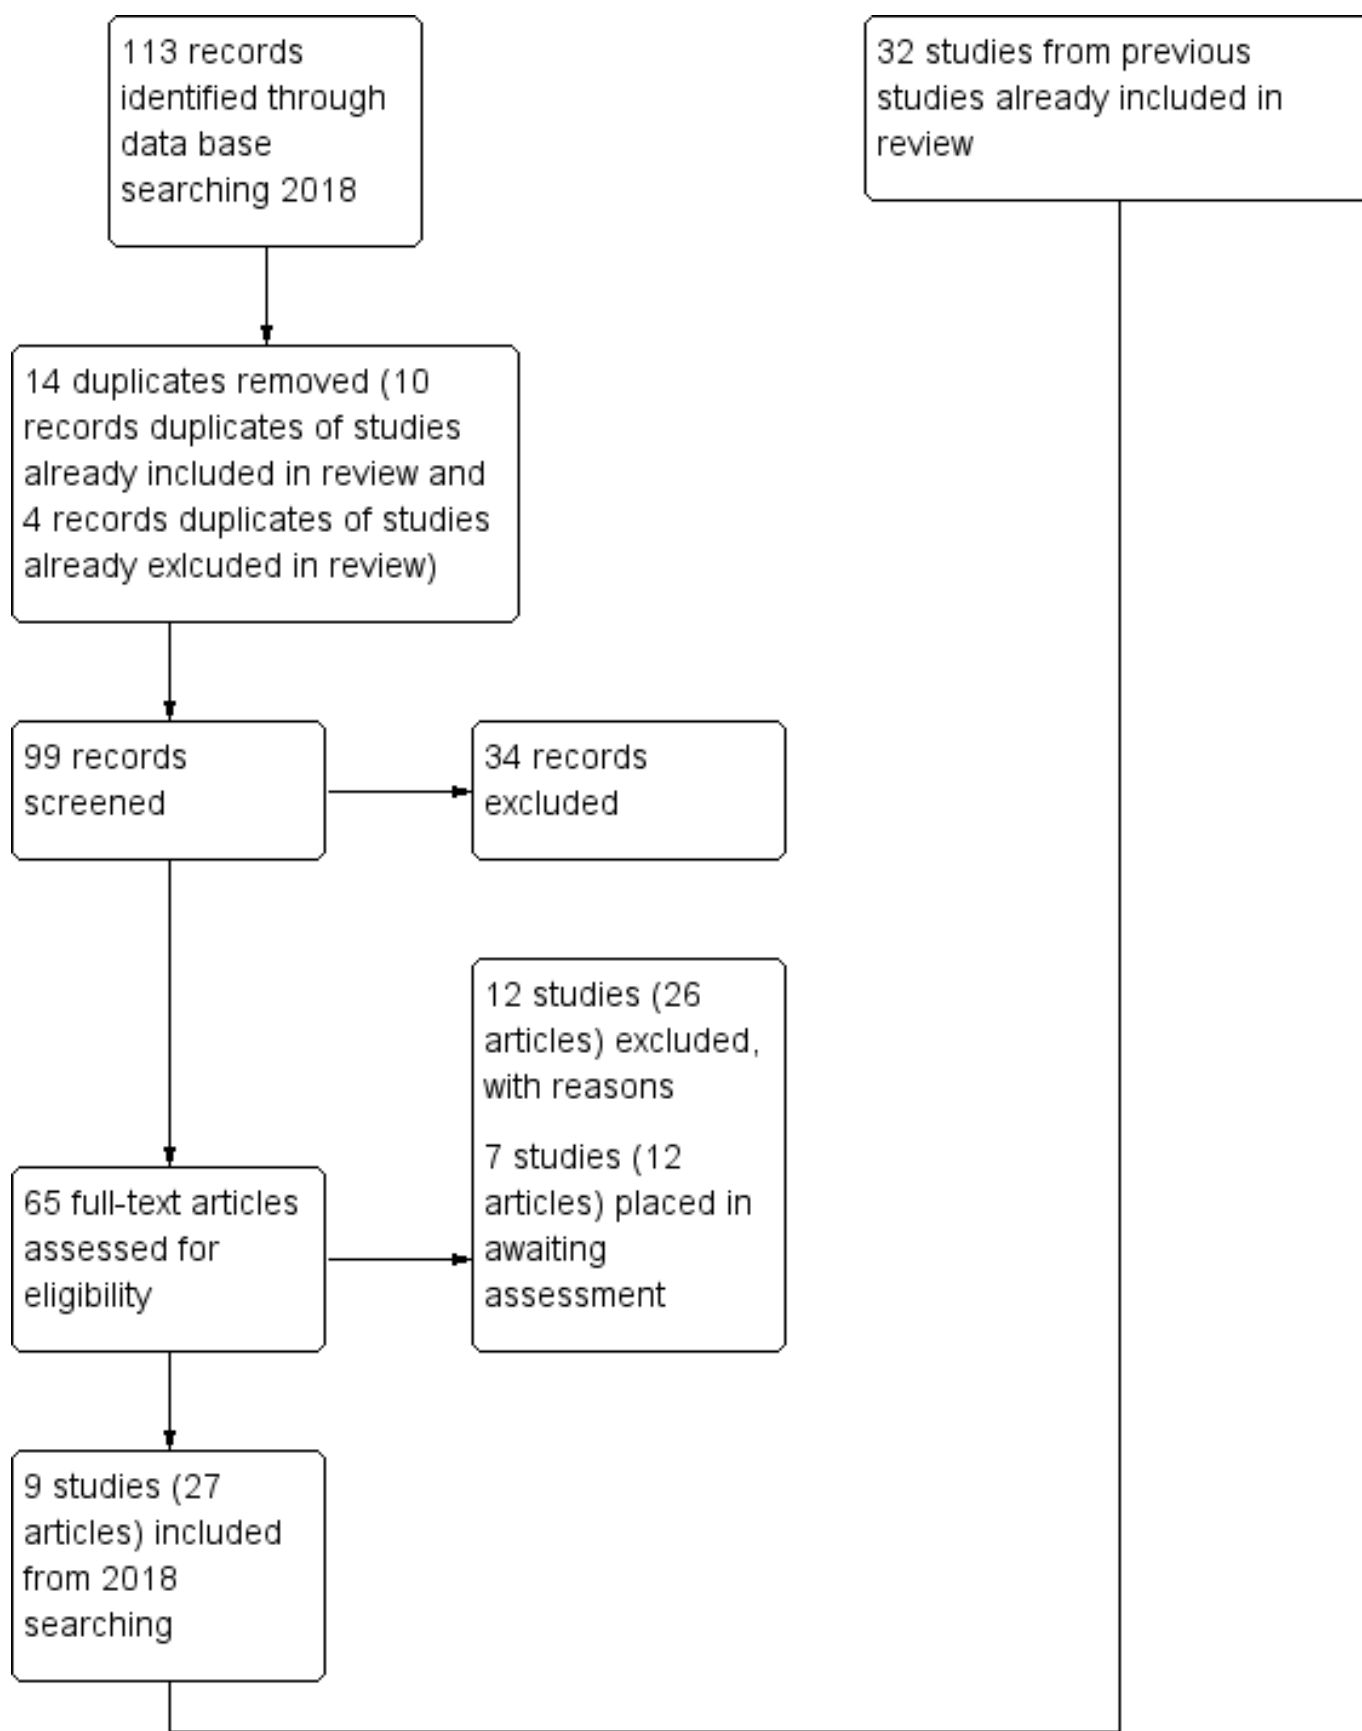 113 records
identified through
data base
searching 2018
32 studies from previous
studies already included in
review
14 duplicates removed (10
records duplicates of studies
already included in review and
4 records duplicates of studies
already exlcuded in review)
99 records
screened
34 records
excluded
12 studies (26
articles) excluded,
with reasons
7 studies (12
articles) placed in
awaiting
assessment
65 full-text articles
assessed for
eligibility
9 studies (27
articles) included
from 2018
searching